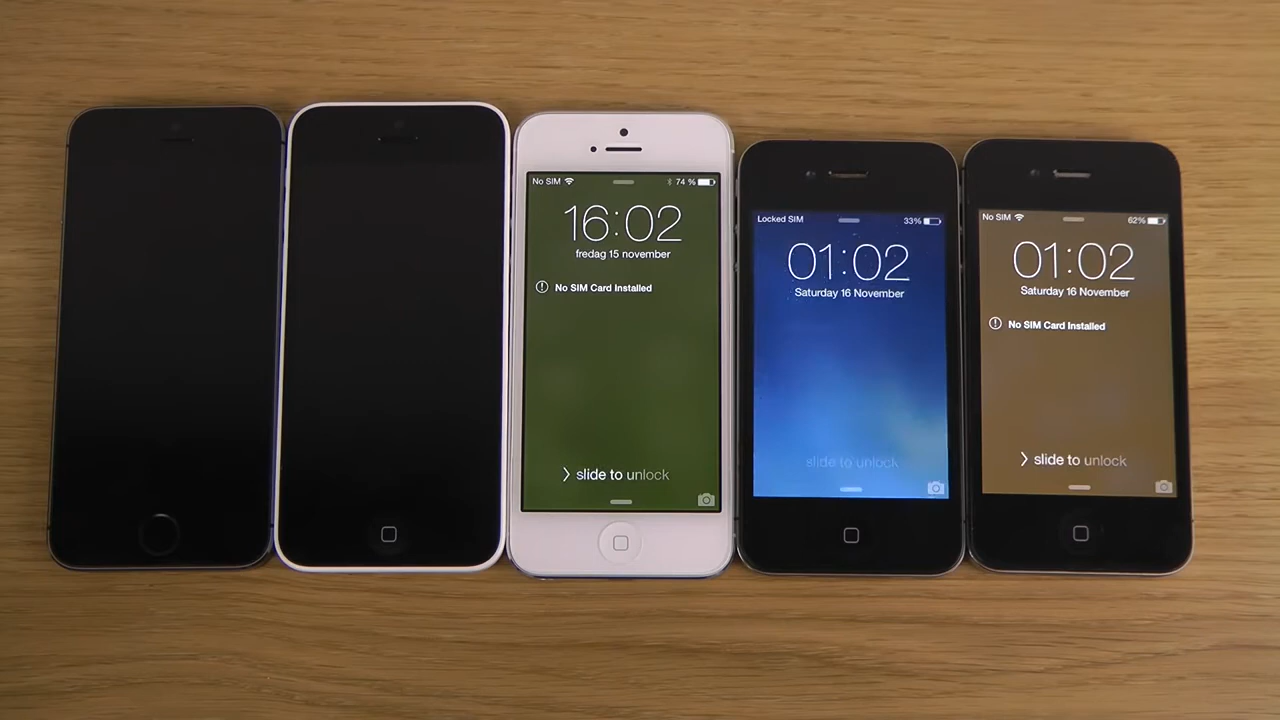 No SIM
74 %
16:02
fredag 15 november
No SIM Card Installed
slide to unlock
Locked SIM
33%
01:02
Saturday 16 November
slide to unlock
No SIM
62%
01:02
Saturday 16 November
No SIM Card Installed
slide to unlock